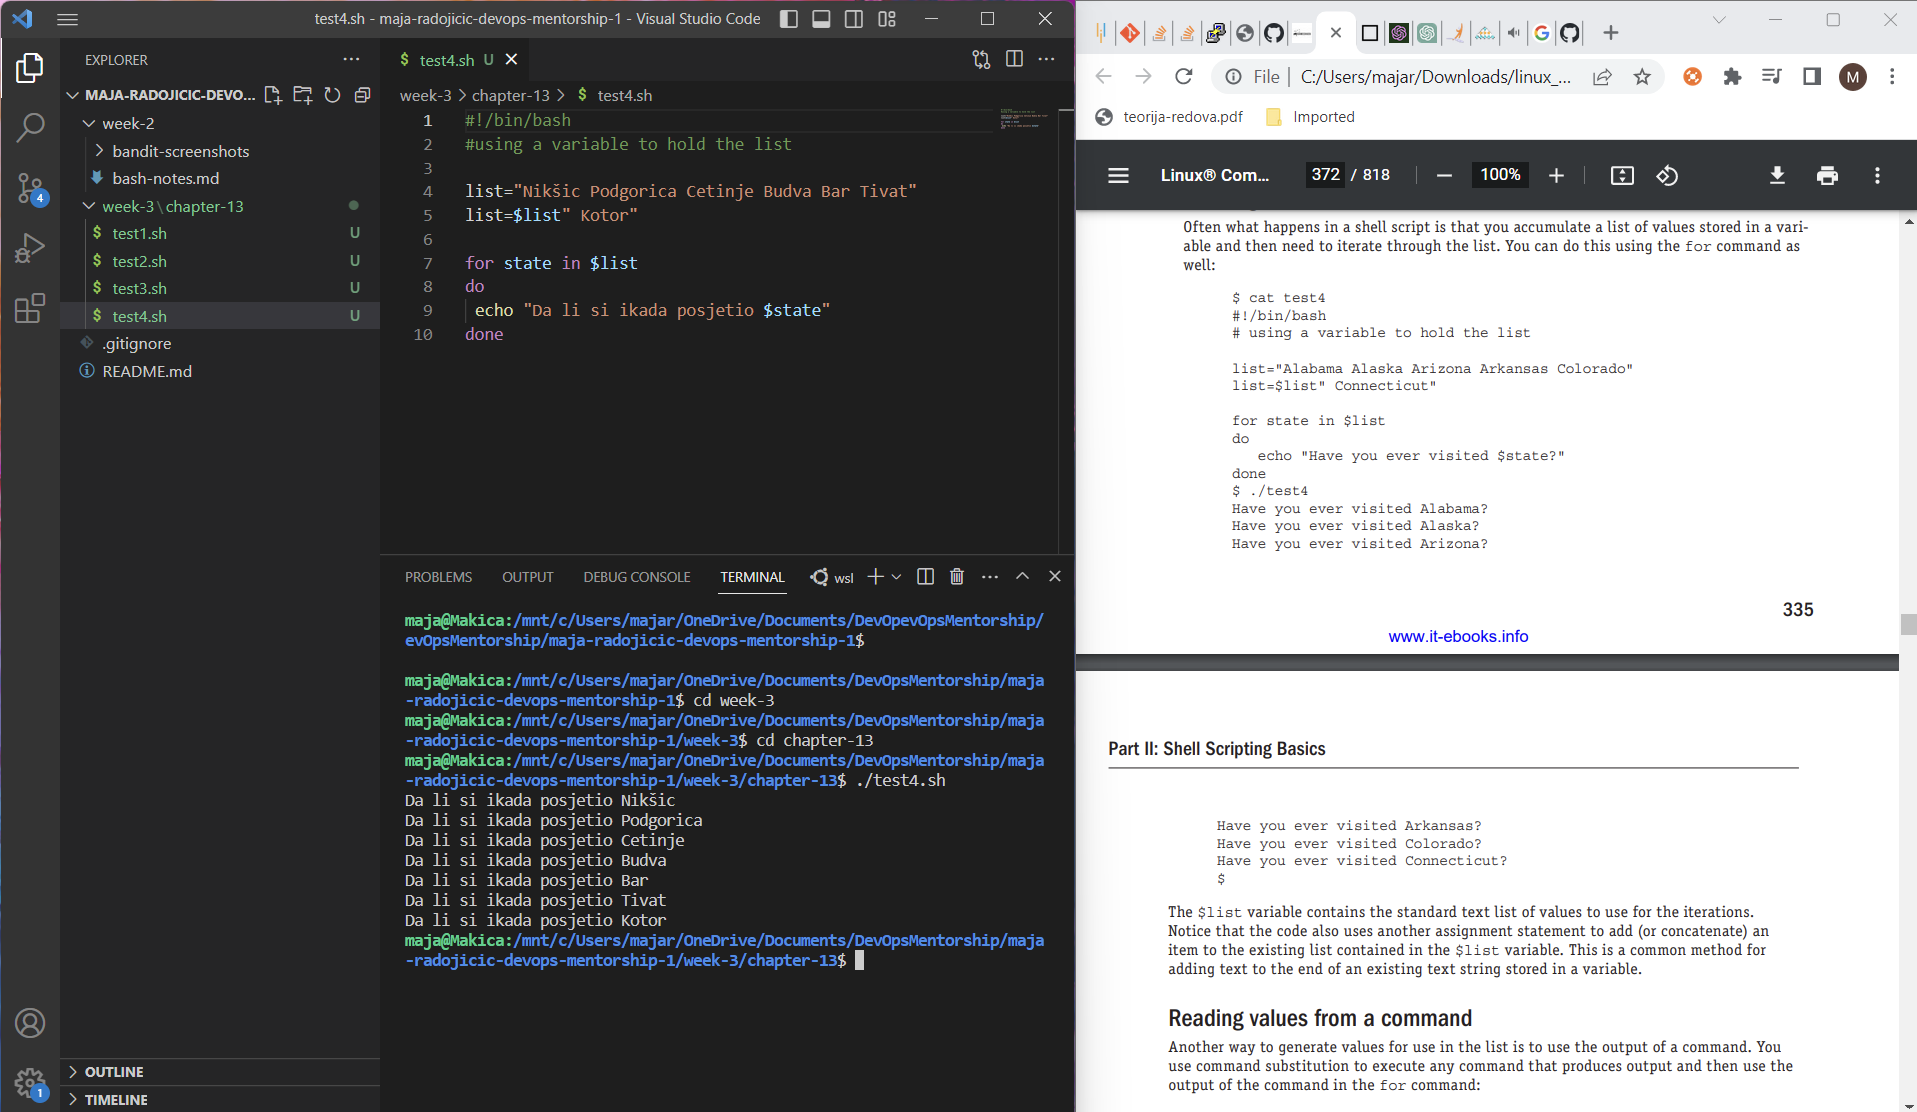 test4.sh - maja-radojicic-devops-mentorship-1 - Visual Studio Code
EXPLORER
MAJA-RADOJICIC-DEVO...
week-2
bandit-screenshots
bash-notes.md
week-3\chapter-13
test1.sh U
test2.sh U
test3.sh U
test4.sh U
.gitignore
README.md
4
1
OUTLINE
TIMELINE
$ test4.sh U
week-3 > chapter-13 > $ test4.sh
1 #!/bin/bash
2 #using a variable to hold the list
3
4 list="Nikšic Podgorica Cetinje Budva Bar Tivat"
5 list=$list" Kotor"
6
7 for state in $list
8 do
9 echo "Da li si ikada posjetio $state"
10 done
PROBLEMS OUTPUT DEBUG CONSOLE TERMINAL wsl
maja@Makica:/mnt/c/Users/majar/OneDrive/Documents/DevOpevOpsMentorship/
evOpsMentorship/maja-radojicic-devops-mentorship-1$
maja@Makica:/mnt/c/Users/majar/OneDrive/Documents/DevOpsMentorship/maja
-radojicic-devops-mentorship-1$ cd week-3
maja@Makica:/mnt/c/Users/majar/OneDrive/Documents/DevOpsMentorship/maja
-radojicic-devops-mentorship-1/week-3$ cd chapter-13
maja@Makica:/mnt/c/Users/majar/OneDrive/Documents/DevOpsMentorship/maja
-radojicic-devops-mentorship-1/week-3/chapter-13$ ./test4.sh
Da li si ikada posjetio Nikšic
Da li si ikada posjetio Podgorica
Da li si ikada posjetio Cetinje
Da li si ikada posjetio Budva
Da li si ikada posjetio Bar
Da li si ikada posjetio Tivat
Da li si ikada posjetio Kotor
maja@Makica:/mnt/c/Users/majar/OneDrive/Documents/DevOpsMentorship/maja
-radojicic-devops-mentorship-1/week-3/chapter-13$
File | C:/Users/majar/Downloads/linux_...
M
teorija-redova.pdf Imported
Linux® Com... 372 / 818 100%
Often what happens in a shell script is that you accumulate a list of values stored in a vari-
able and then need to iterate through the list. You can do this using the for command as
well:
$ cat test4
#!/bin/bash
# using a variable to hold the list
list="Alabama Alaska Arizona Arkansas Colorado"
list=$list" Connecticut"
for state in $list
do
echo "Have you ever visited $state?"
done
$ ./test4
Have you ever visited Alabama?
Have you ever visited Alaska?
Have you ever visited Arizona?
335
www.it-ebooks.info
Part II: Shell Scripting Basics
Have you ever visited Arkansas?
Have you ever visited Colorado?
Have you ever visited Connecticut?
$
The $list variable contains the standard text list of values to use for the iterations.
Notice that the code also uses another assignment statement to add (or concatenate) an
item to the existing list contained in the $list variable. This is a common method for
adding text to the end of an existing text string stored in a variable.
Reading values from a command
Another way to generate values for use in the list is to use the output of a command. You
use command substitution to execute any command that produces output and then use the
output of the command in the for command: